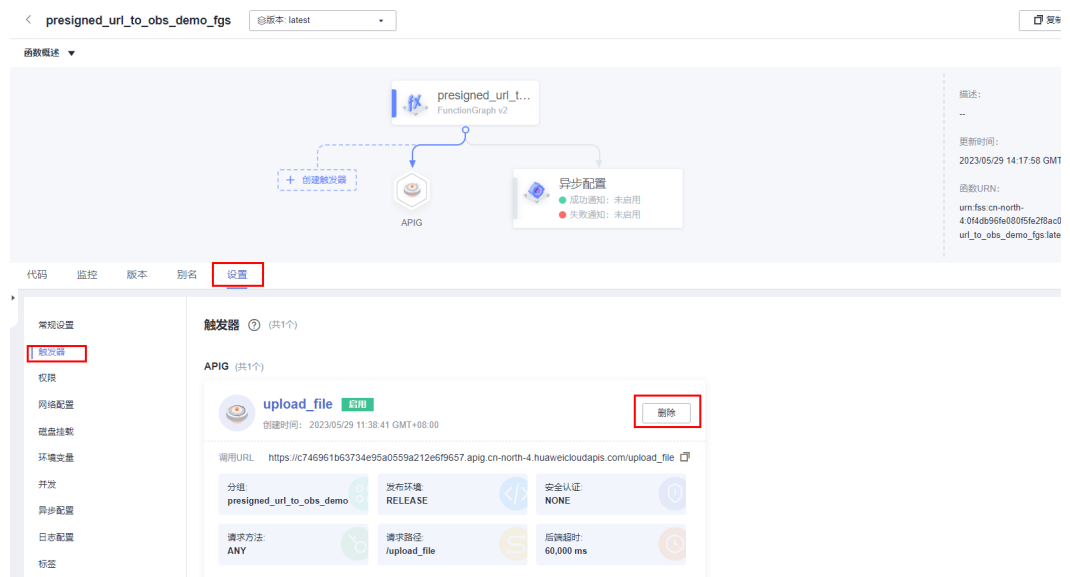 presigned_url_to_obs_demo_fgs
版本: latest
复制
函数概述
presigned_url_t...
FunctionGraph v2
创建触发器
APIG
异步配置
成功通知：未启用
失败通知：未启用
描述:
--
更新时间:
2023/05/29 14:17:58 GMT
函数URN:
urn:fss:cn-north-
4:0f4db96fe080f5fe2f8ac0
url_to_obs_demo_fgs:late
代码 监控 版本 别名 设置
常规设置
触发器
权限
网络配置
磁盘挂载
环境变量
并发
异步配置
日志配置
标签
触发器 ? (共1个)
APIG (共1个)
upload_file 启用
删除
创建时间: 2023/05/29 11:38:41 GMT+08:00
调用URL https://c746961b63734e95a0559a212e6f9657.apig.cn-north-4.huaweicloudapis.com/upload_file
分组:
presigned_url_to_obs_demo
发布环境:
RELEASE
安全认证:
NONE
请求方法:
ANY
请求路径:
/upload_file
后端超时:
60,000 ms